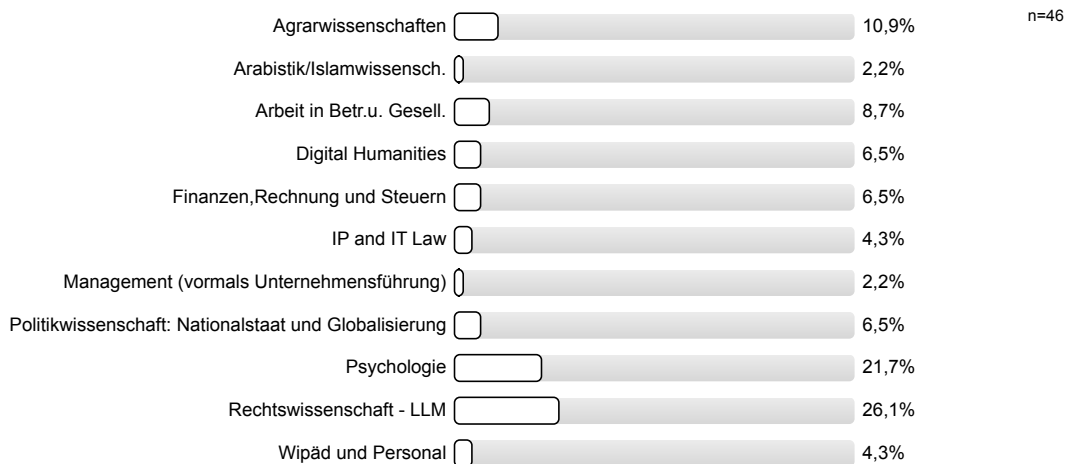 Agrarwissenschaften 10,9% n=46
Arabistik/Islamwissensch. 2,2%
Arbeit in Betr.u. Gesell. 8,7%
Digital Humanities 6,5%
Finanzen,Rechnung und Steuern 6,5%
IP and IT Law 4,3%
Management (vormals Unternehmensführung) 2,2%
Politikwissenschaft: Nationalstaat und Globalisierung 6,5%
Psychologie 21,7%
Rechtswissenschaft - LLM 26,1%
Wipäd und Personal 4,3%